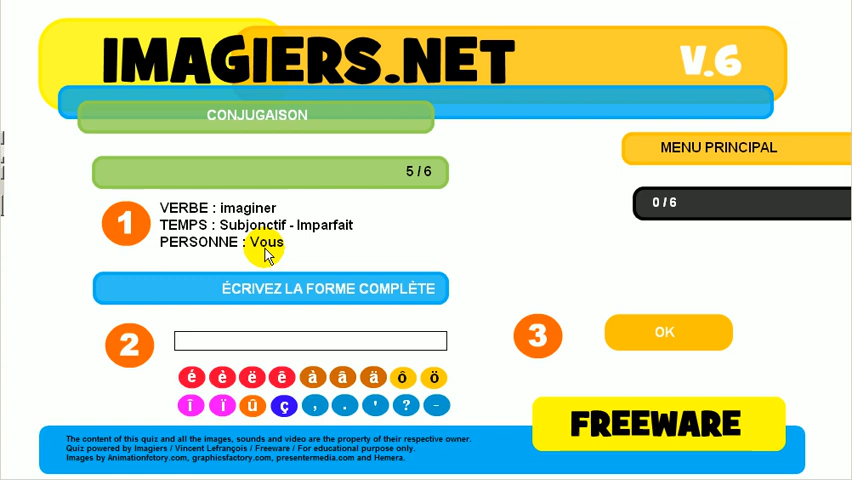 IMAGIERS.NET
V.6
CONJUGAISON
MENU PRINCIPAL
5 / 6
0 / 6
1
VERBE : imaginer
TEMPS : Subjonctif - Imparfait
PERSONNE : Vous
ÉCRIVEZ LA FORME COMPLÈTE
2
3
OK
é è ë ê à â ä ô ö
î ï û ç , . ' ? -
FREEWARE
The content of this quiz and all the images, sounds and video are the property of their respective owner.
Quiz powered by Imagiers / Vincent Lefrançois / Freeware / For educational purpose only.
Images by Animationfctory.com, graphicsfactory.com, presentermedia.com and Hemera.